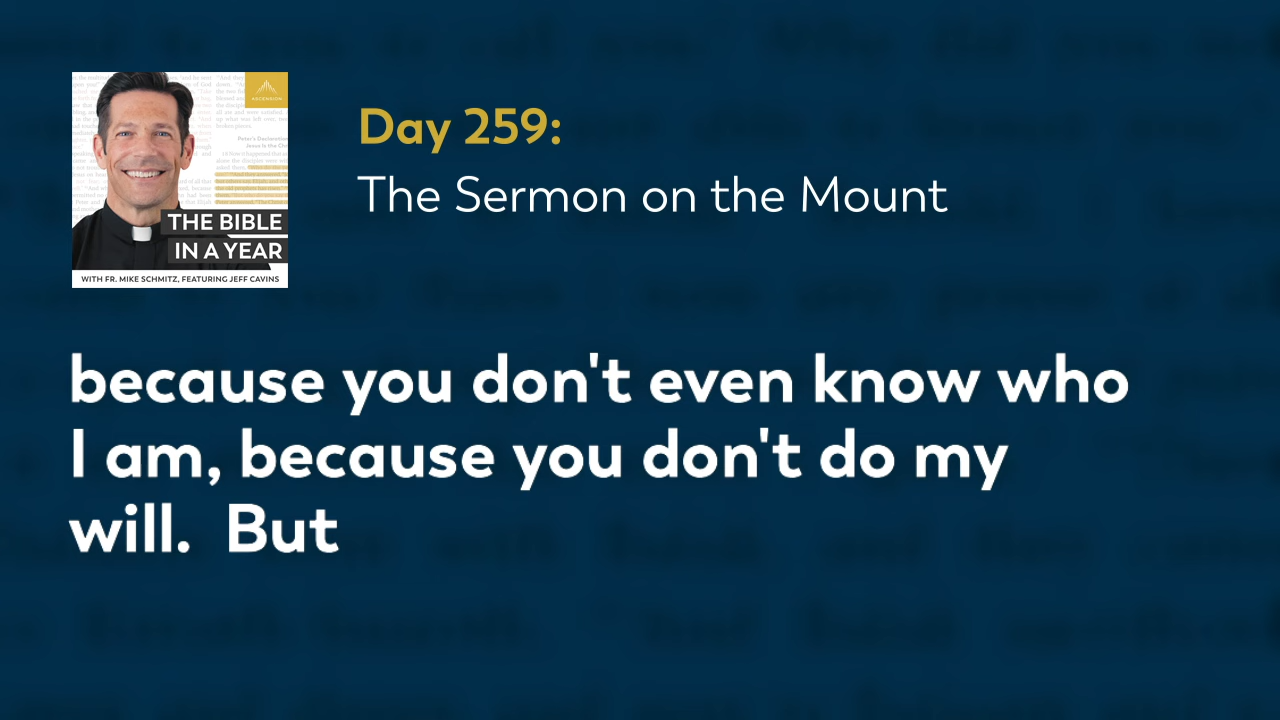 ASCENSION
THE BIBLE
IN A YEAR
WITH FR. MIKE SCHMITZ, FEATURING JEFF CAVINS
Day 259:
The Sermon on the Mount
because you don't even know who
I am, because you don't do my
will.  But